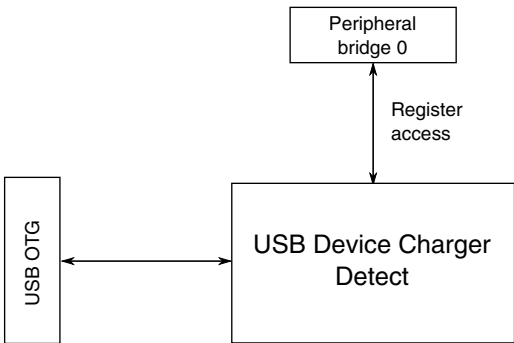 Peripheral
bridge 0
Register
access
USB OTG
USB Device Charger
Detect